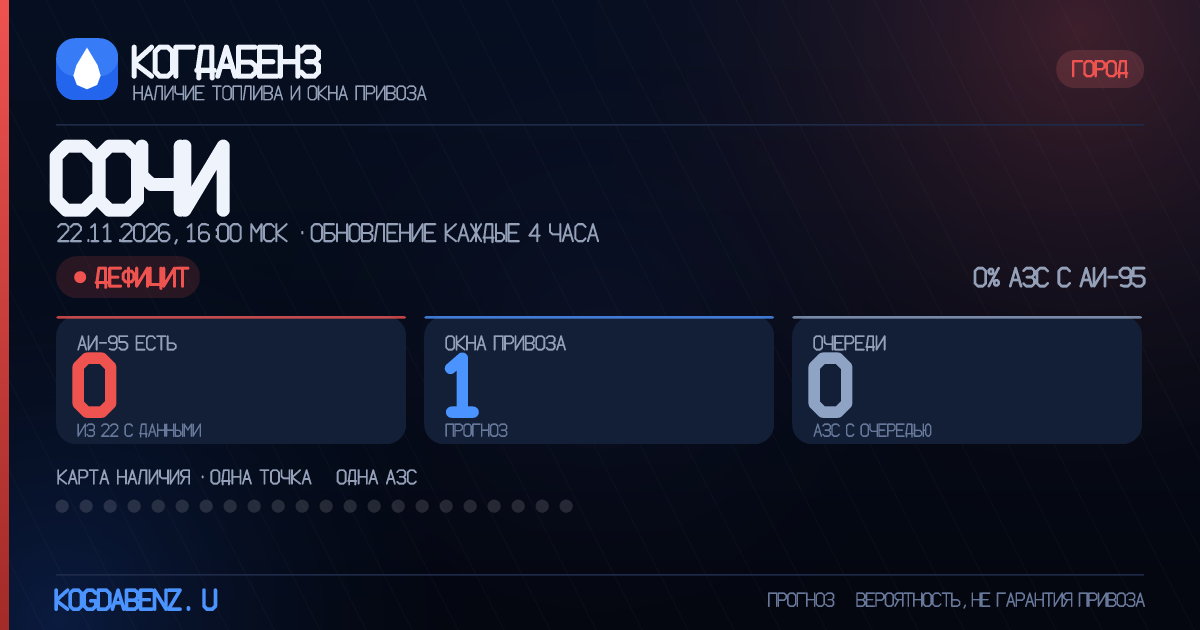 КОГДАБЕНЗ
НАЛИЧИЕ ТОПЛИВА И ОКНА ПРИВОЗА
ГОРОД
СОЧИ
22.11.2026, 16:00 МСК · ОБНОВЛЕНИЕ КАЖДЫЕ 4 ЧАСА
ДЕФИЦИТ
0% АЗС С АИ-95
АИ-95 ЕСТЬ
0
ИЗ 22 С ДАННЫМИ
ОКНА ПРИВОЗА
1
ПРОГНОЗ
ОЧЕРЕДИ
0
АЗС С ОЧЕРЕДЬЮ
КАРТА НАЛИЧИЯ · ОДНА ТОЧКА ОДНА АЗС
KOGDABENZ. U
ПРОГНОЗ ВЕРОЯТНОСТЬ, НЕ ГАРАНТИЯ ПРИВОЗА